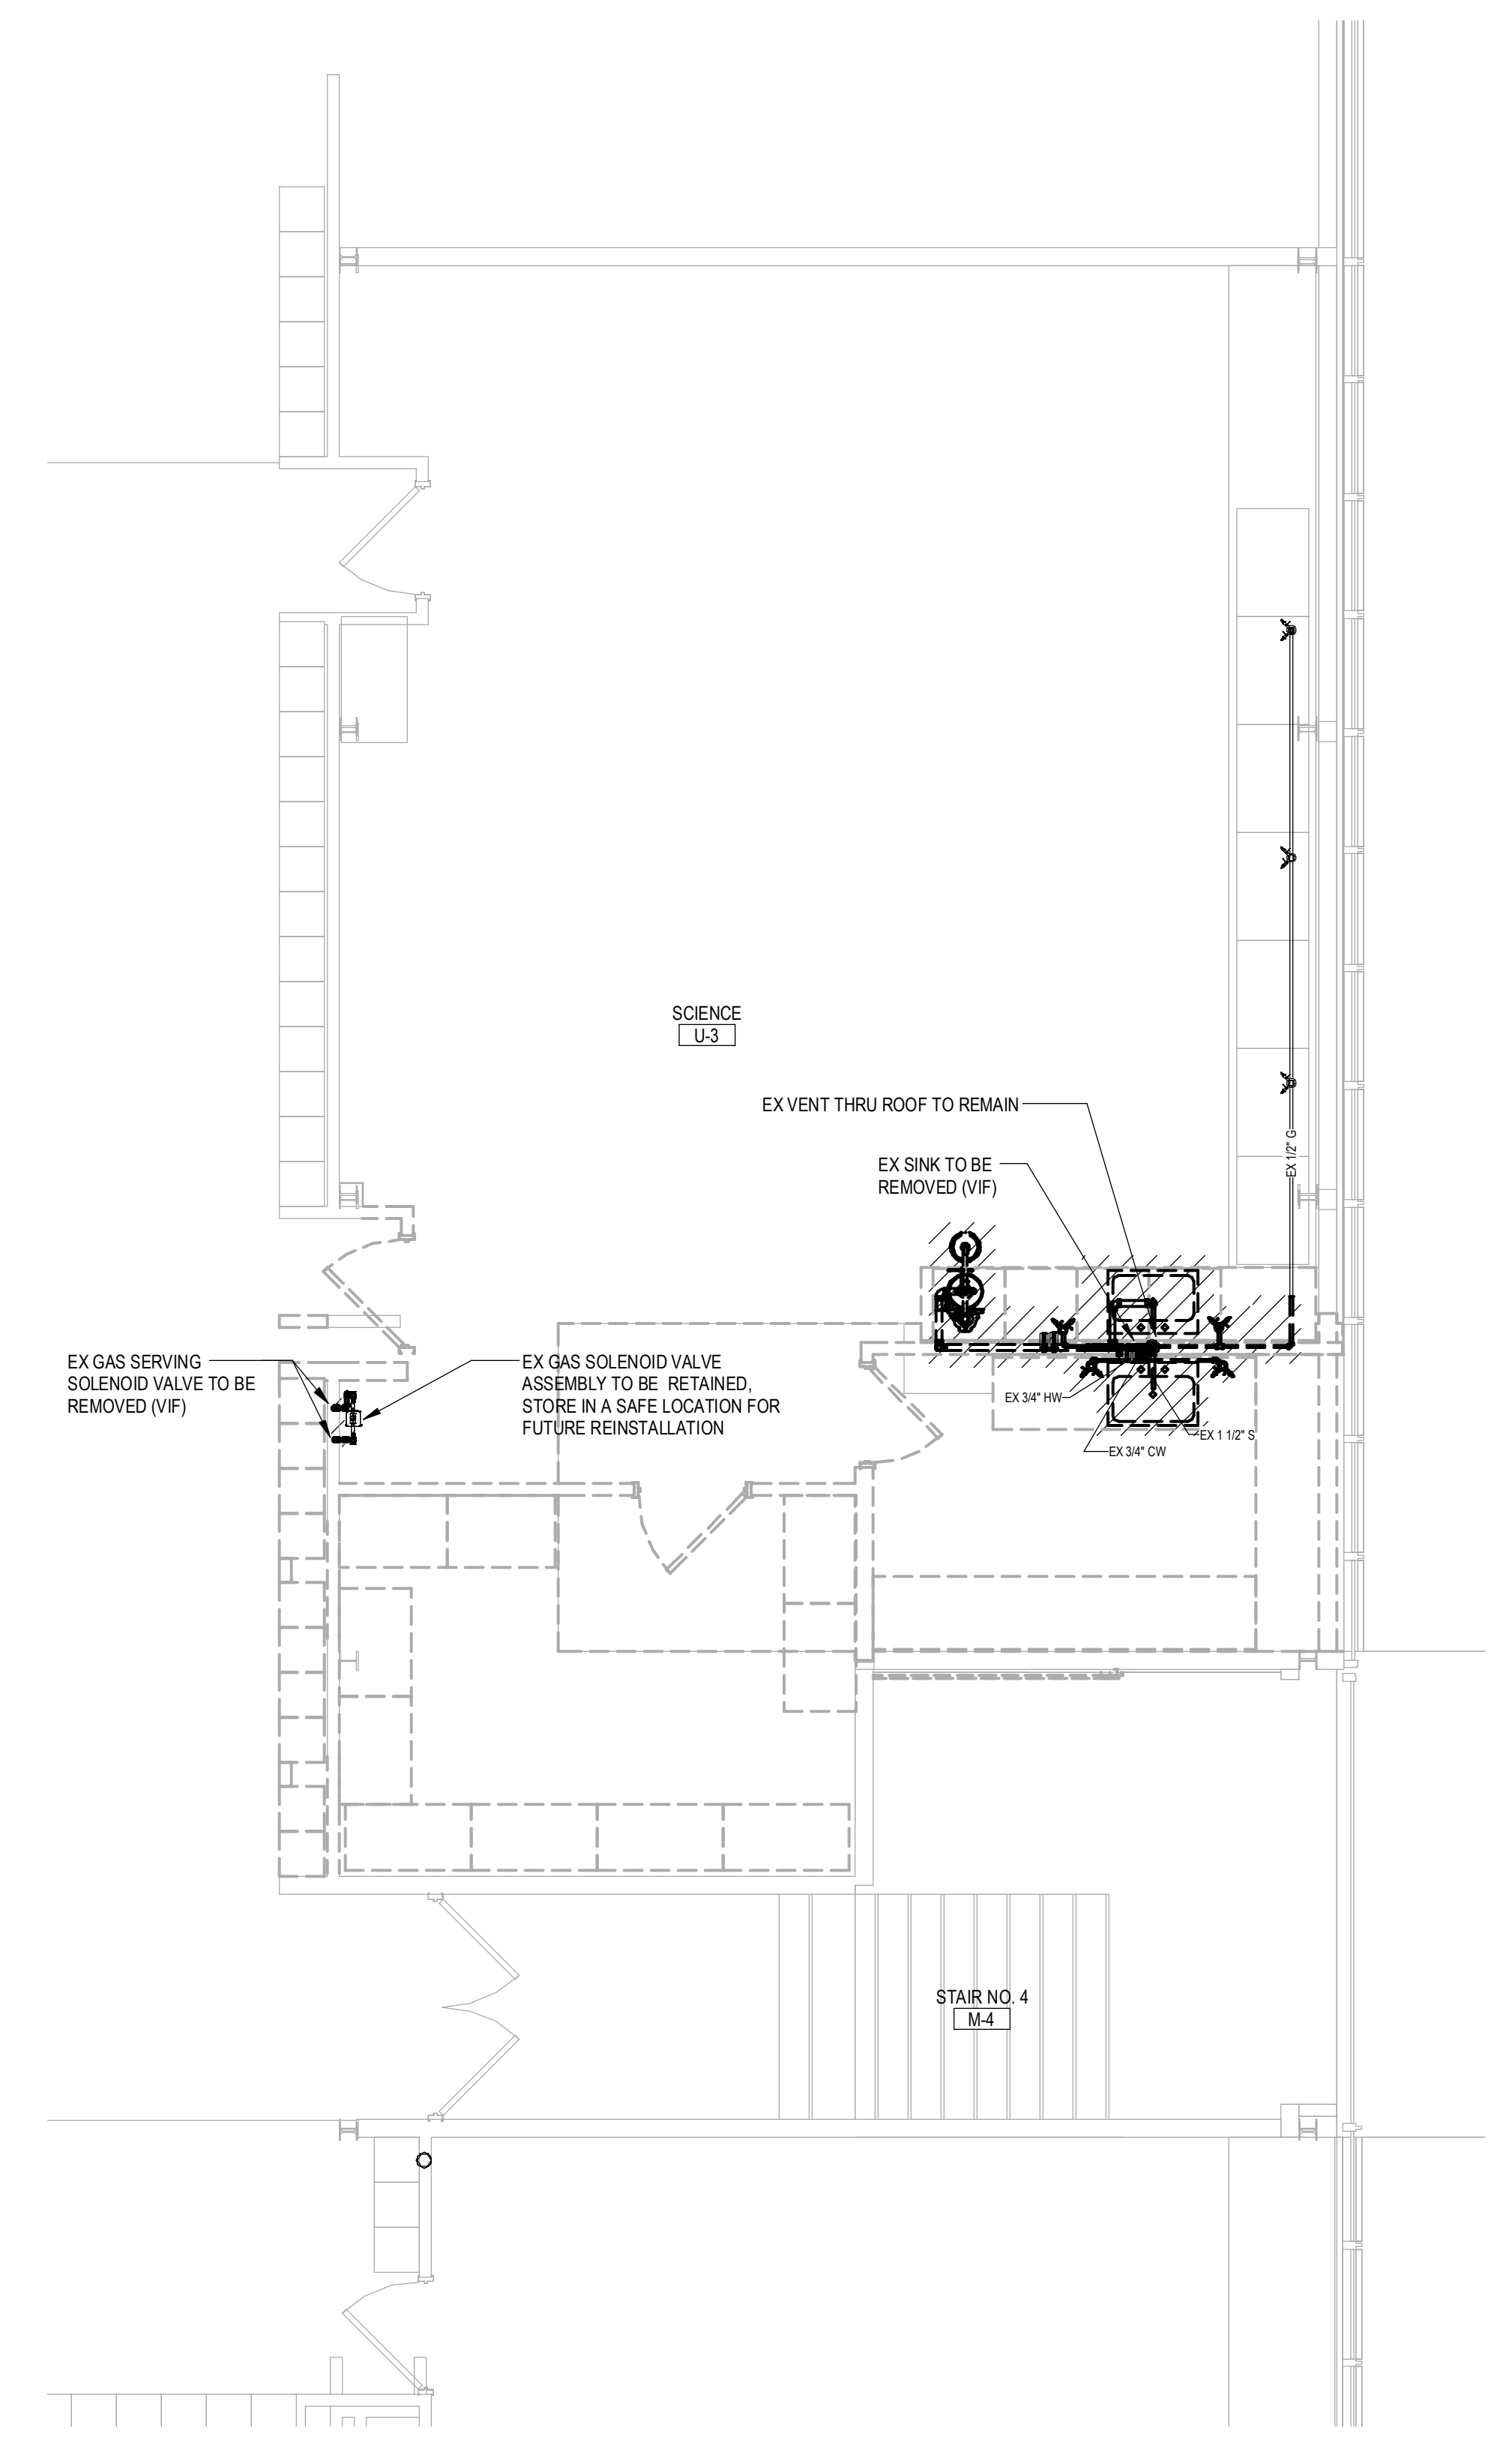 SCIENCE
U-3
EX VENT THRU ROOF TO REMAIN
EX 1/2" G
EX SINK TO BE
REMOVED (VIF)
EX GAS SERVING
SOLENOID VALVE TO BE
REMOVED (VIF)
EX GAS SOLENOID VALVE
ASSEMBLY TO BE RETAINED,
STORE IN A SAFE LOCATION FOR
FUTURE REINSTALLATION
EX 3/4" HW
EX 1 1/2" S
EX 3/4" CW
STAIR NO. 4
M-4